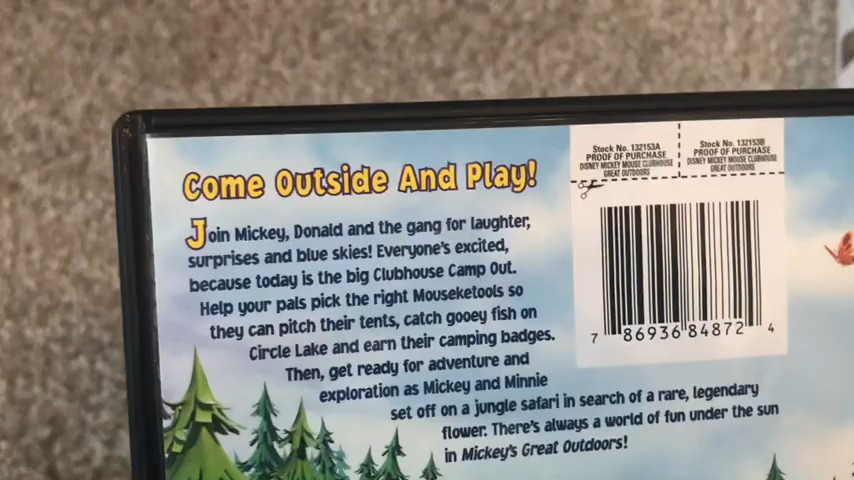 Come Outside And Play!
Join Mickey, Donald and the gang for laughter,
surprises and blue skies! Everyone's excited,
because today is the big Clubhouse Camp Out.
Help your pals pick the right Mouseketools so
they can pitch their tents, catch gooey fish on
Circle Lake and earn their camping badges.
Then, get ready for adventure and
exploration as Mickey and Minnie
set off on a jungle safari in search of a rare, legendary
flower. There's always a world of fun under the sun
in Mickey's Great Outdoors!
Stock No. 132153A
PROOF OF PURCHASE
DISNEY MICKEY MOUSE CLUBHOUSE
GREAT OUTDOORS
Stock No. 132153B
PROOF OF PURCHASE
DISNEY MICKEY MOUSE CLUBHOUSE
GREAT OUTDOORS
7 86936 84872 4